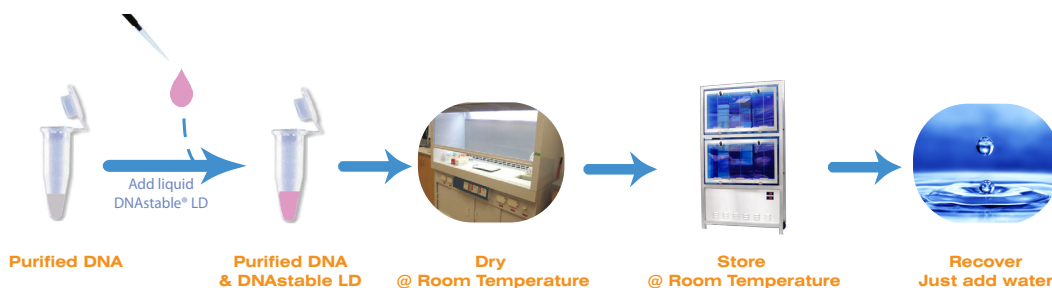 Add liquid
DNAstable® LD
Purified DNA
Purified DNA
& DNAstable LD
Dry
@ Room Temperature
Store
@ Room Temperature
Recover
Just add water